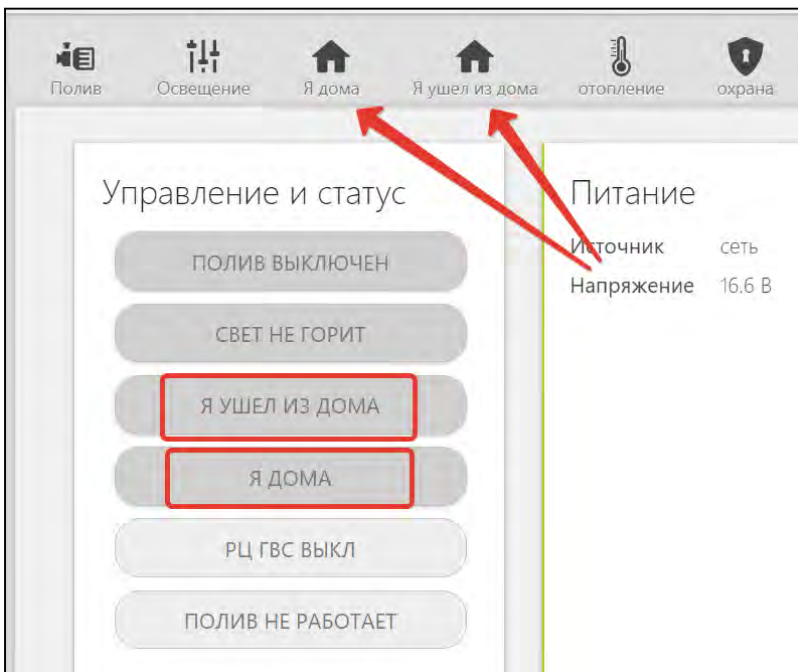 Полив Освещение Я дома Я ушел из дома отопление охрана
Управление и статус
ПОЛИВ ВЫКЛЮЧЕН
СВЕТ НЕ ГОРИТ
Я УШЕЛ ИЗ ДОМА
Я ДОМА
РЦ ГВС ВЫКЛ
ПОЛИВ НЕ РАБОТАЕТ
Питание
Источник сеть
Напряжение 16.6 В